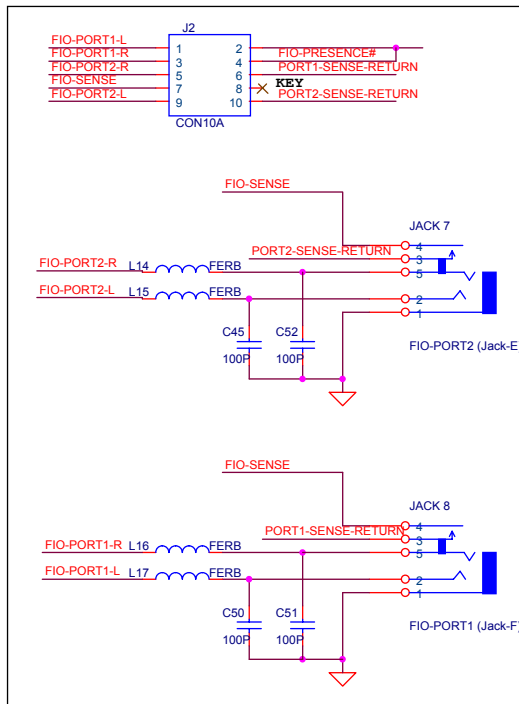 J2
FIO-PORT1-L 1 2
FIO-PORT1-R 3 4 FIO-PRESENCE#
FIO-PORT2-R 5 6 PORT1-SENSE-RETURN
FIO-SENSE 7 8 KEY
FIO-PORT2-L 9 10 PORT2-SENSE-RETURN
CON10A
FIO-SENSE
JACK 7
4
PORT2-SENSE-RETURN 3
FIO-PORT2-R L14 FERB 5
FIO-PORT2-L L15 FERB 2
1
C45 C52
100P 100P
FIO-PORT2 (Jack-E
FIO-SENSE
JACK 8
4
PORT1-SENSE-RETURN 3
FIO-PORT1-R L16 FERB 5
FIO-PORT1-L L17 FERB 2
1
C50 C51
100P 100P
FIO-PORT1 (Jack-F)